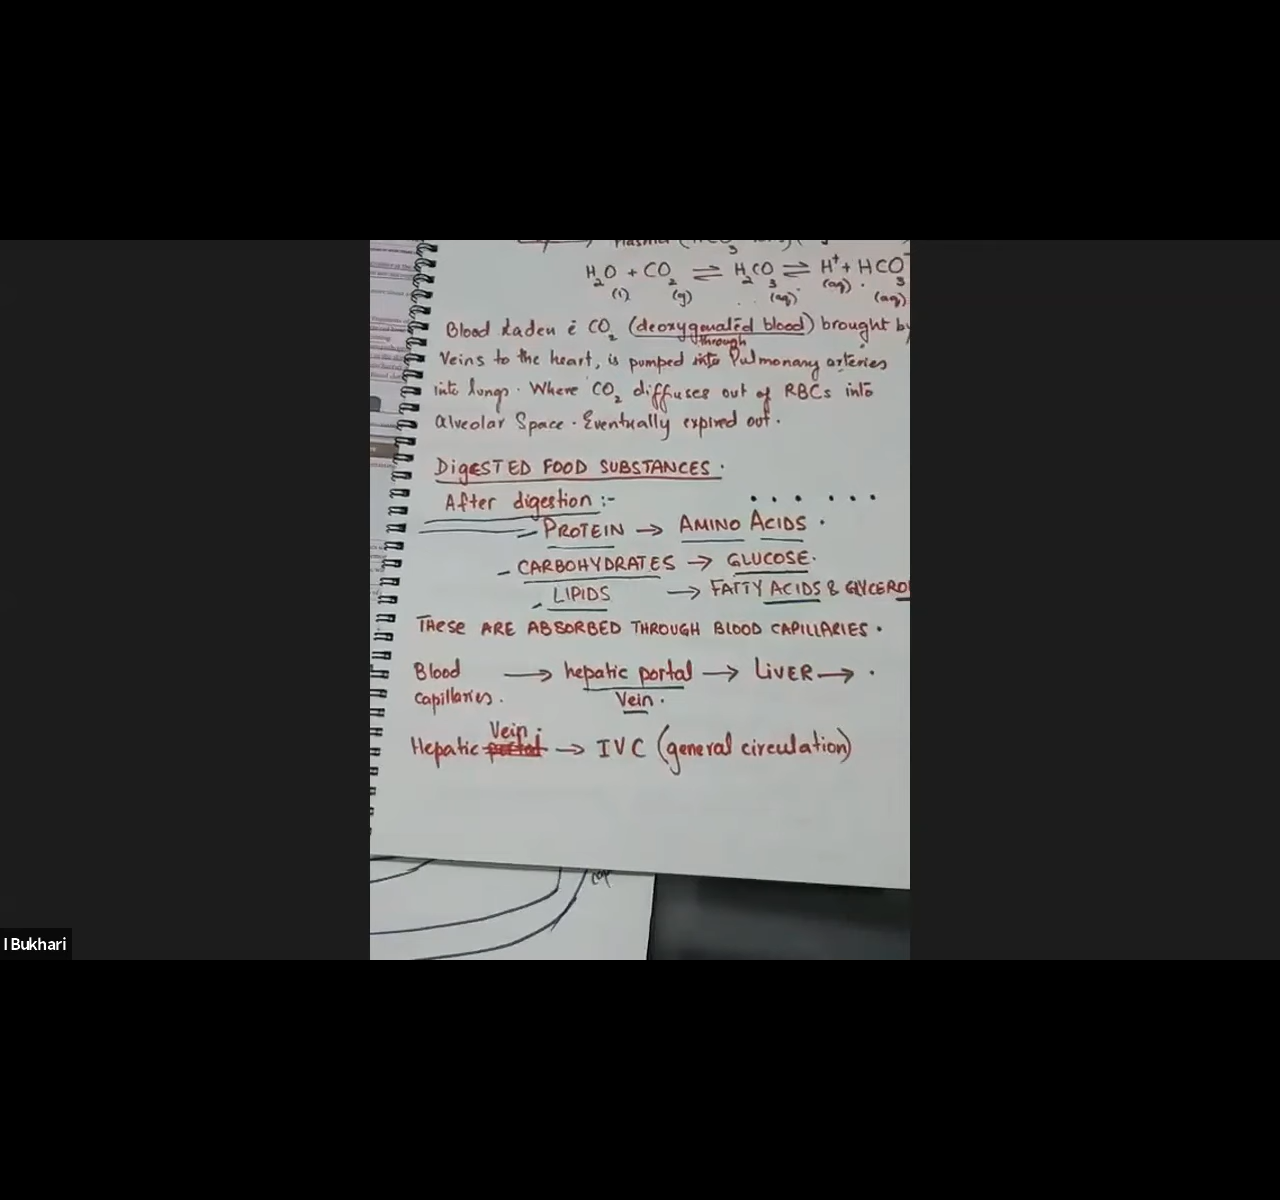 Plasma
H2O + CO2 ⇌ H2CO3 ⇌ H+ + HCO3-
(l) (g) (aq) (aq) (aq)
Blood Laden c̄ CO2 (deoxygenated blood) brought by
through
Veins to the heart, is pumped into Pulmonary arteries
into lungs. Where CO2 diffuses out of RBCs into
alveolar Space. Eventually expired out.
DigESTED FOOD SUBSTANCES.
After digestion :-
PROTEIN → AMINO ACIDS.
CARBOHYDRATES → GLUCOSE.
LIPIDS → FATTY ACIDS & GLYCEROL
THese ARE ABSORBED THROUGH BLOOD CAPILLARIES.
Blood → hepatic portal → LiVER →
Capillaries. Vein.
Vein.
Hepatic portal → IVC (general circulation)
cap
I Bukhari